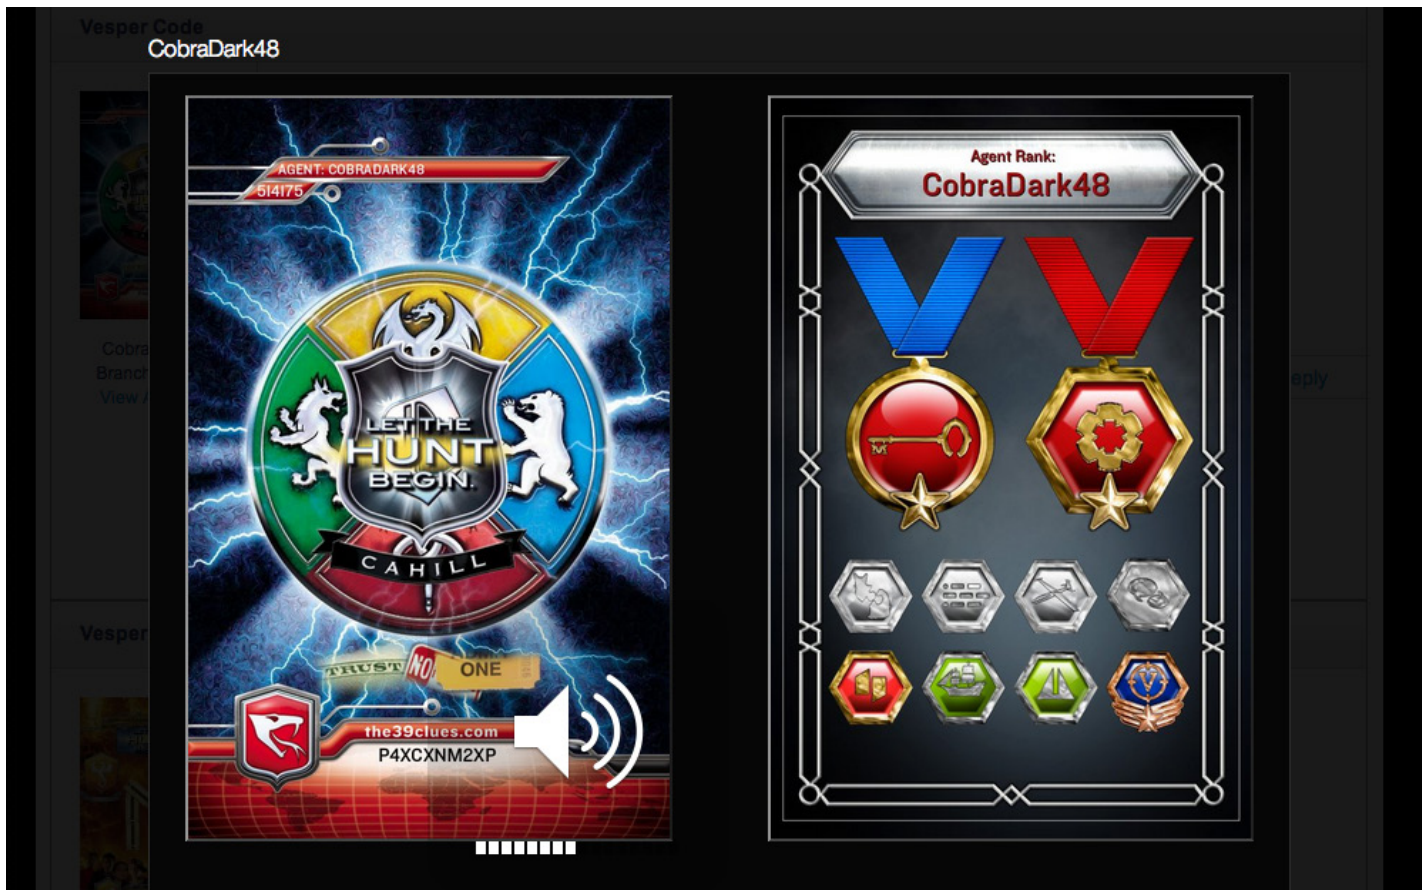 Vesper Code
CobraDark48
AGENT: COBRADARK48
514175
LET THE
HUNT
BEGIN.
CAHILL
TRUST NO ONE
the39clues.com
P4XCXNM2XP
Agent Rank:
CobraDark48
M
V
Cobra
Branch
View A
eply
Vesper